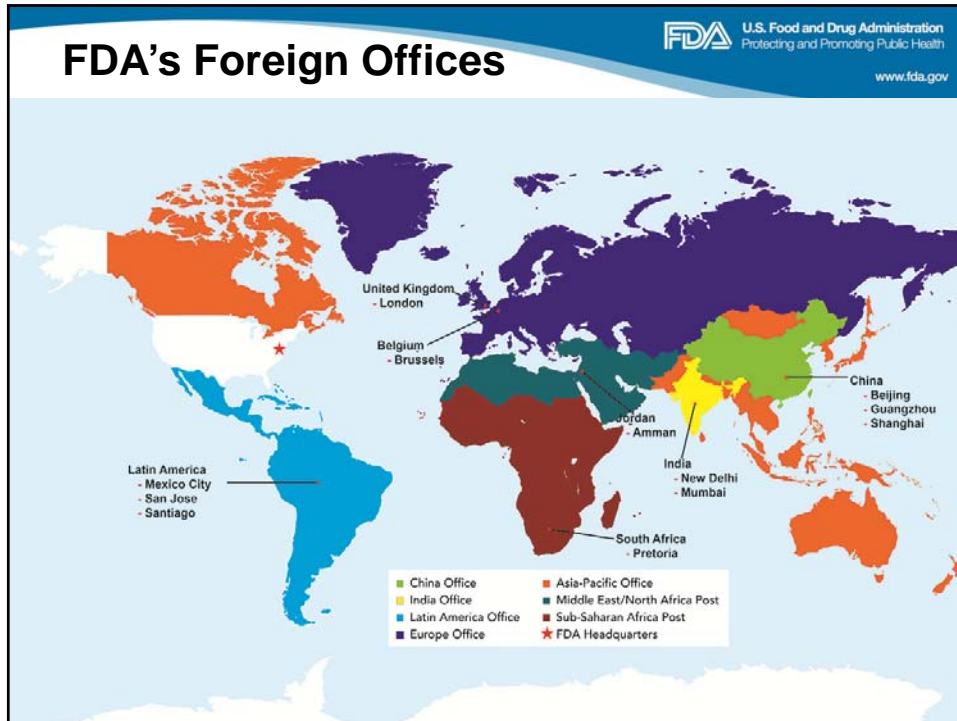 FDA's Foreign Offices
FDA U.S. Food and Drug Administration
Protecting and Promoting Public Health
www.fda.gov
United Kingdom
- London
Belgium
- Brussels
Jordan
- Amman
China
- Beijing
- Guangzhou
- Shanghai
India
- New Delhi
- Mumbai
Latin America
- Mexico City
- San Jose
- Santiago
South Africa
- Pretoria
China Office
India Office
Latin America Office
Europe Office
Asia-Pacific Office
Middle East/North Africa Post
Sub-Saharan Africa Post
FDA Headquarters